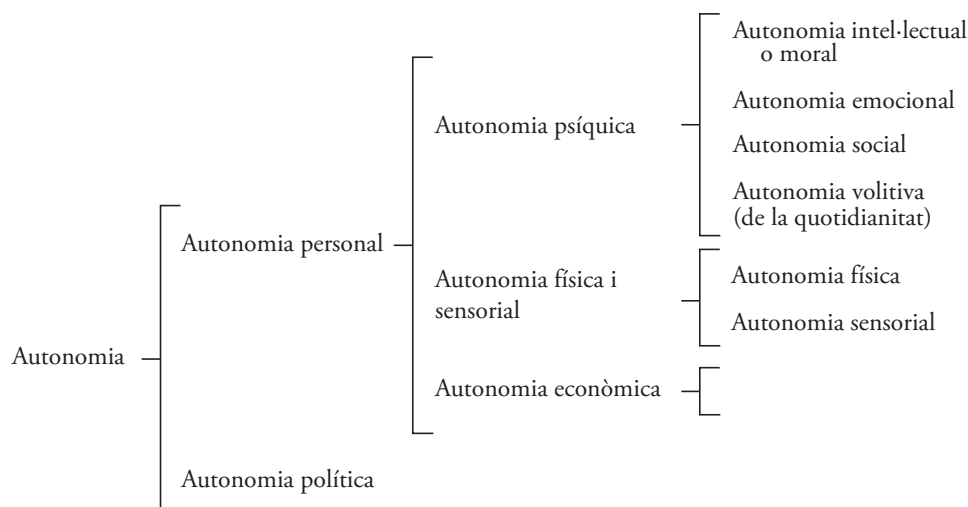 Autonomia intel·lectual
o moral
Autonomia emocional
Autonomia psíquica
Autonomia social
Autonomia volitiva
(de la quotidianitat)
Autonomia personal
Autonomia física i
sensorial
Autonomia física
Autonomia sensorial
Autonomia
Autonomia econòmica
Autonomia política